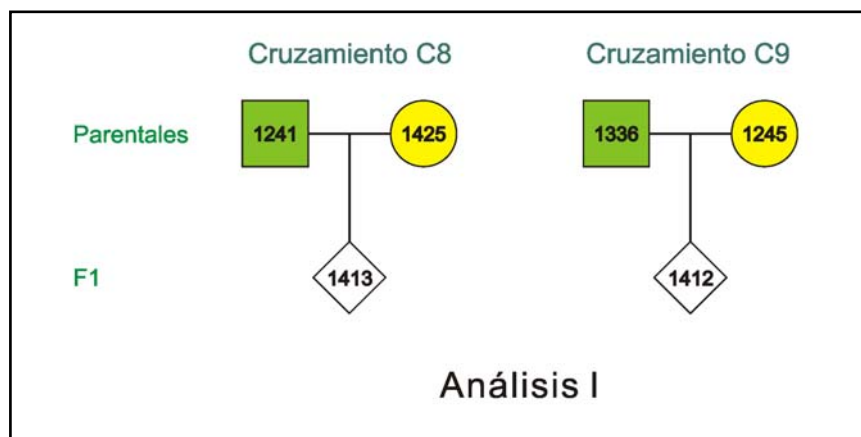 Cruzamiento C8 Cruzamiento C9
Parentales 1241 1425 1336 1245
F1 1413 1412
Análisis I